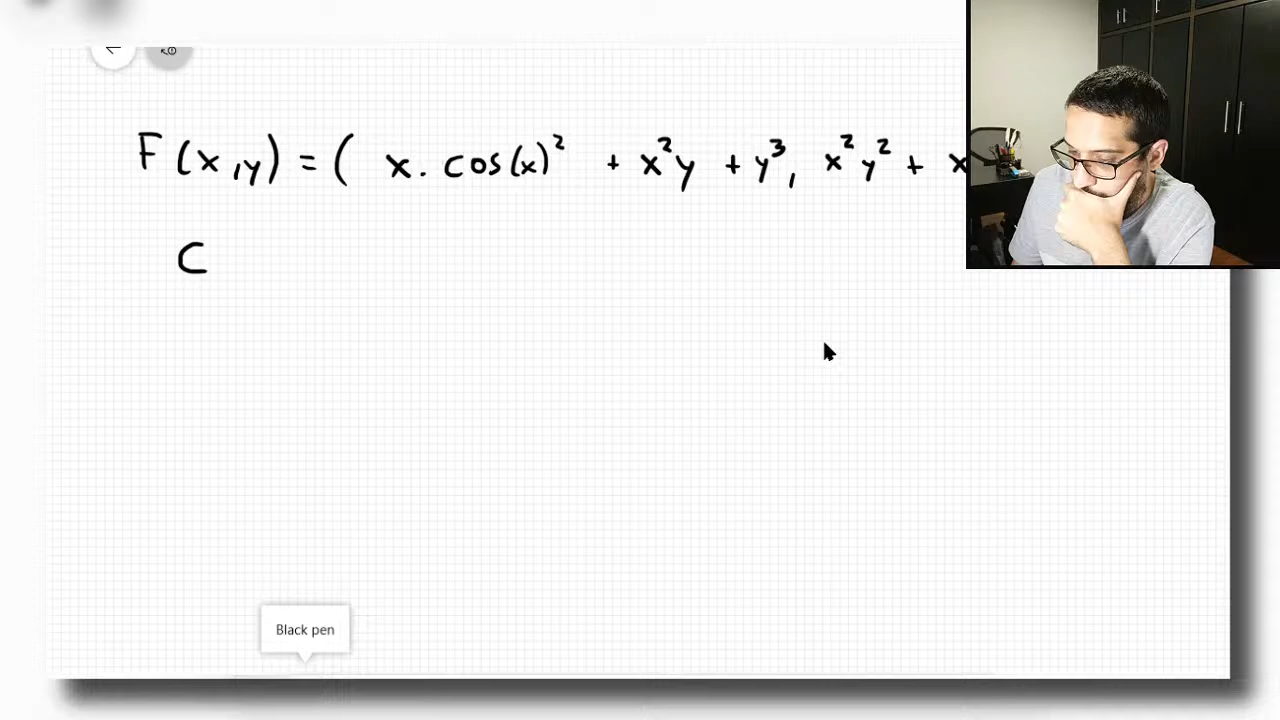 F(x,y) = ( x. cos(x)² + x²y + y³, x²y² + x
C
Black pen